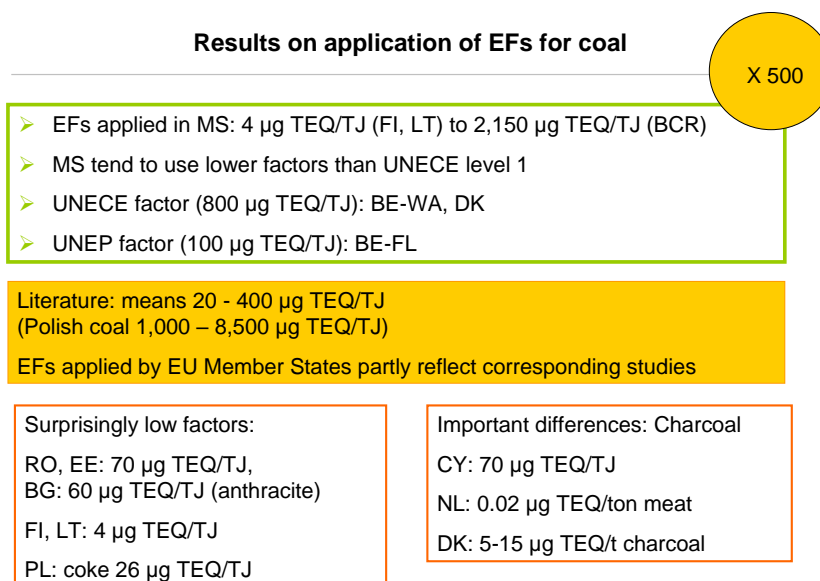 Results on application of EFs for coal
X 500
EFs applied in MS: 4 µg TEQ/TJ (FI, LT) to 2,150 µg TEQ/TJ (BCR)
MS tend to use lower factors than UNECE level 1
UNECE factor (800 µg TEQ/TJ): BE-WA, DK
UNEP factor (100 µg TEQ/TJ): BE-FL
Literature: means 20 - 400 µg TEQ/TJ
(Polish coal 1,000 – 8,500 µg TEQ/TJ)
EFs applied by EU Member States partly reflect corresponding studies
Surprisingly low factors:
RO, EE: 70 µg TEQ/TJ,
BG: 60 µg TEQ/TJ (anthracite)
FI, LT: 4 µg TEQ/TJ
PL: coke 26 µg TEQ/TJ
Important differences: Charcoal
CY: 70 µg TEQ/TJ
NL: 0.02 µg TEQ/ton meat
DK: 5-15 µg TEQ/t charcoal